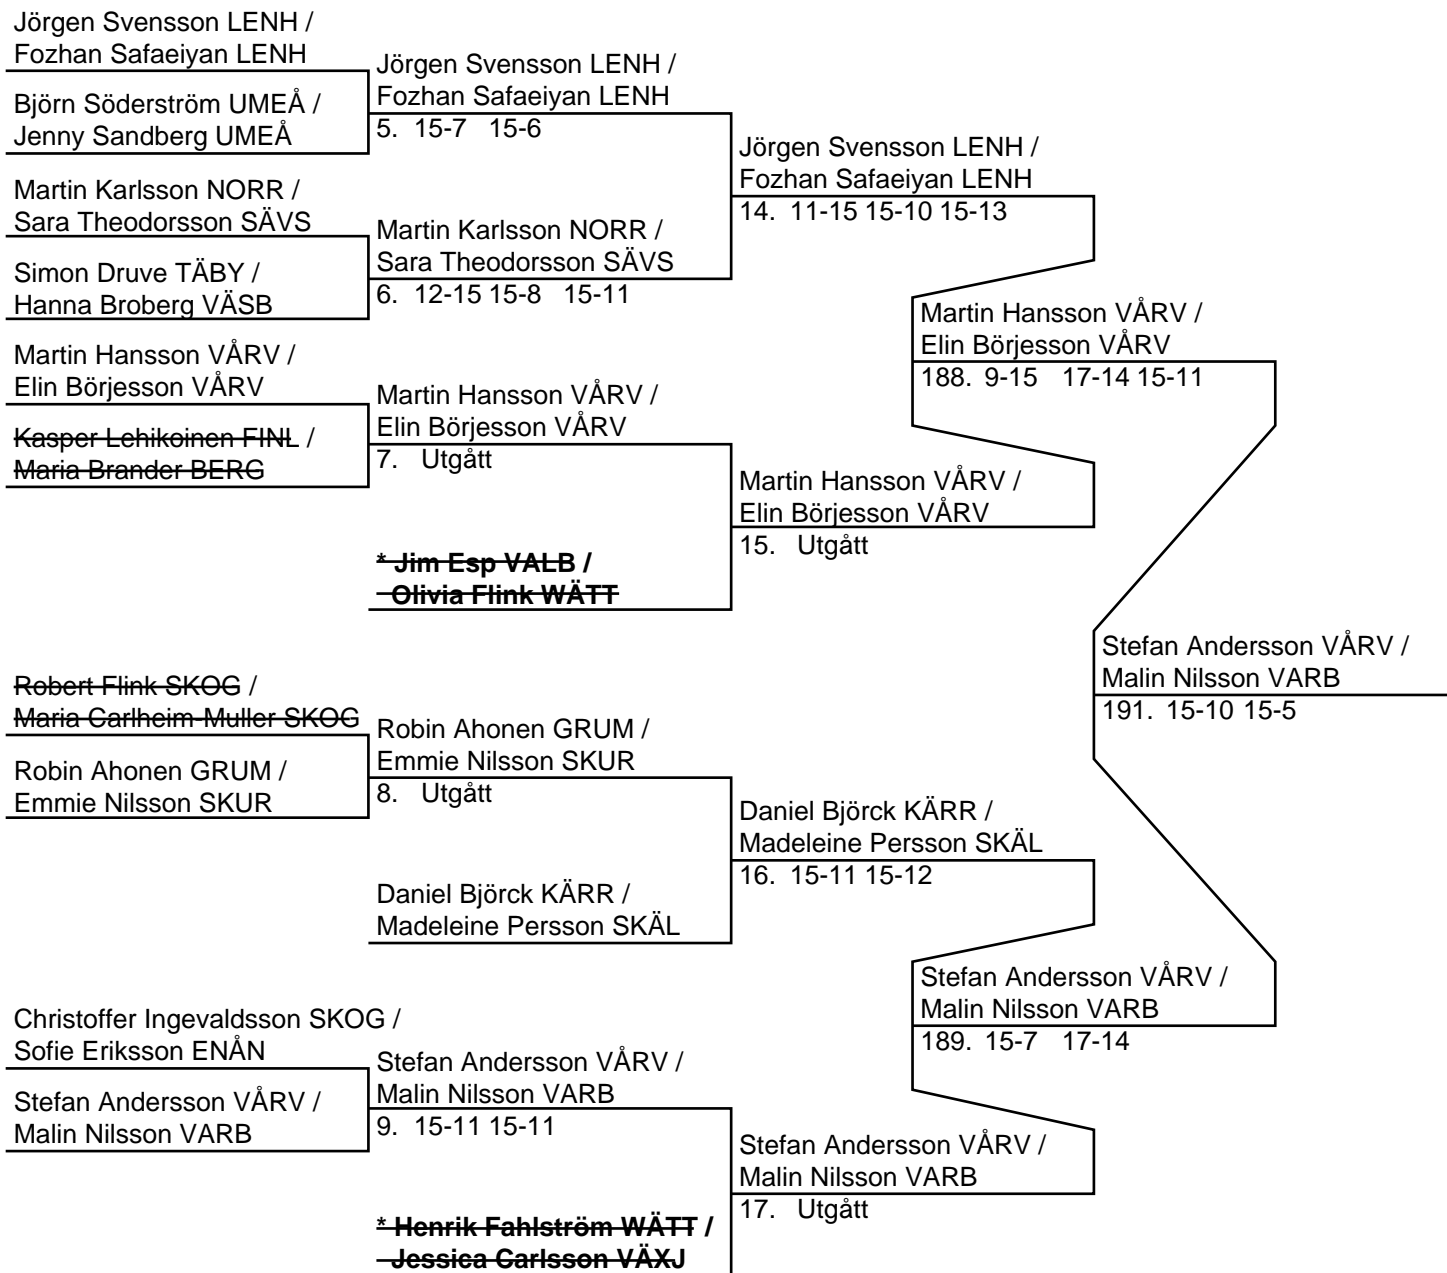 Jörgen Svensson LENH /
Fozhan Safaeiyan LENH
Björn Söderström UMEÅ /
Jenny Sandberg UMEÅ
Martin Karlsson NORR /
Sara Theodorsson SÄVS
Simon Druve TÄBY /
Hanna Broberg VÄSB
Martin Hansson VÅRV /
Elin Börjesson VÅRV
Kasper Lehikoinen FINL /
Maria Brander BERG
Robert Flink SKOG /
Maria Carlheim-Muller SKOG
Robin Ahonen GRUM /
Emmie Nilsson SKUR
Christoffer Ingevaldsson SKOG /
Sofie Eriksson ENÅN
Stefan Andersson VÅRV /
Malin Nilsson VARB
Jörgen Svensson LENH /
Fozhan Safaeiyan LENH
5. 15-7 15-6
Martin Karlsson NORR /
Sara Theodorsson SÄVS
6. 12-15 15-8 15-11
Martin Hansson VÅRV /
Elin Börjesson VÅRV
7. Utgått
* Jim Esp VALB /
Olivia Flink WÄTT
Robin Ahonen GRUM /
Emmie Nilsson SKUR
8. Utgått
Daniel Björck KÄRR /
Madeleine Persson SKÄL
Stefan Andersson VÅRV /
Malin Nilsson VARB
9. 15-11 15-11
* Henrik Fahlström WÄTT /
Jessica Carlsson VÄXJ
Jörgen Svensson LENH /
Fozhan Safaeiyan LENH
14. 11-15 15-10 15-13
Martin Hansson VÅRV /
Elin Börjesson VÅRV
15. Utgått
Daniel Björck KÄRR /
Madeleine Persson SKÄL
16. 15-11 15-12
Stefan Andersson VÅRV /
Malin Nilsson VARB
17. Utgått
Martin Hansson VÅRV /
Elin Börjesson VÅRV
188. 9-15 17-14 15-11
Stefan Andersson VÅRV /
Malin Nilsson VARB
189. 15-7 17-14
Stefan Andersson VÅRV /
Malin Nilsson VARB
191. 15-10 15-5